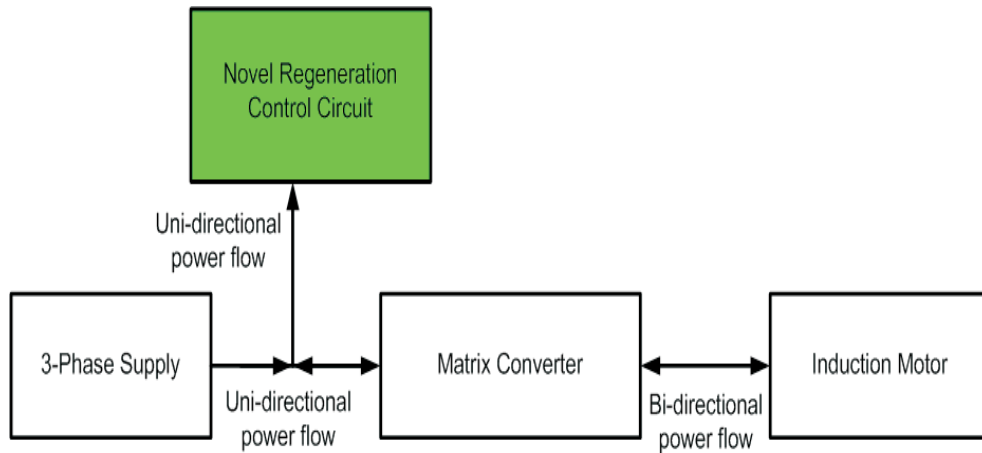 Novel Regeneration
Control Circuit
Uni-directional
power flow
3-Phase Supply
Uni-directional
power flow
Matrix Converter
Bi-directional
power flow
Induction Motor